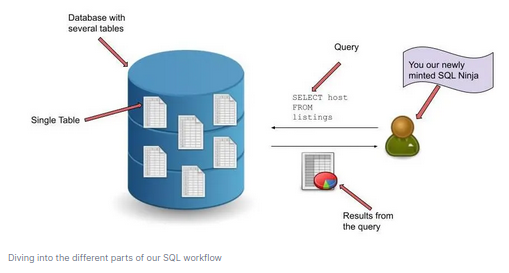 Database with
several tables
Query
You our newly
minted SQL Ninja
SELECT host
FROM
listings
Single Table
Results from
the query
Diving into the different parts of our SQL workflow